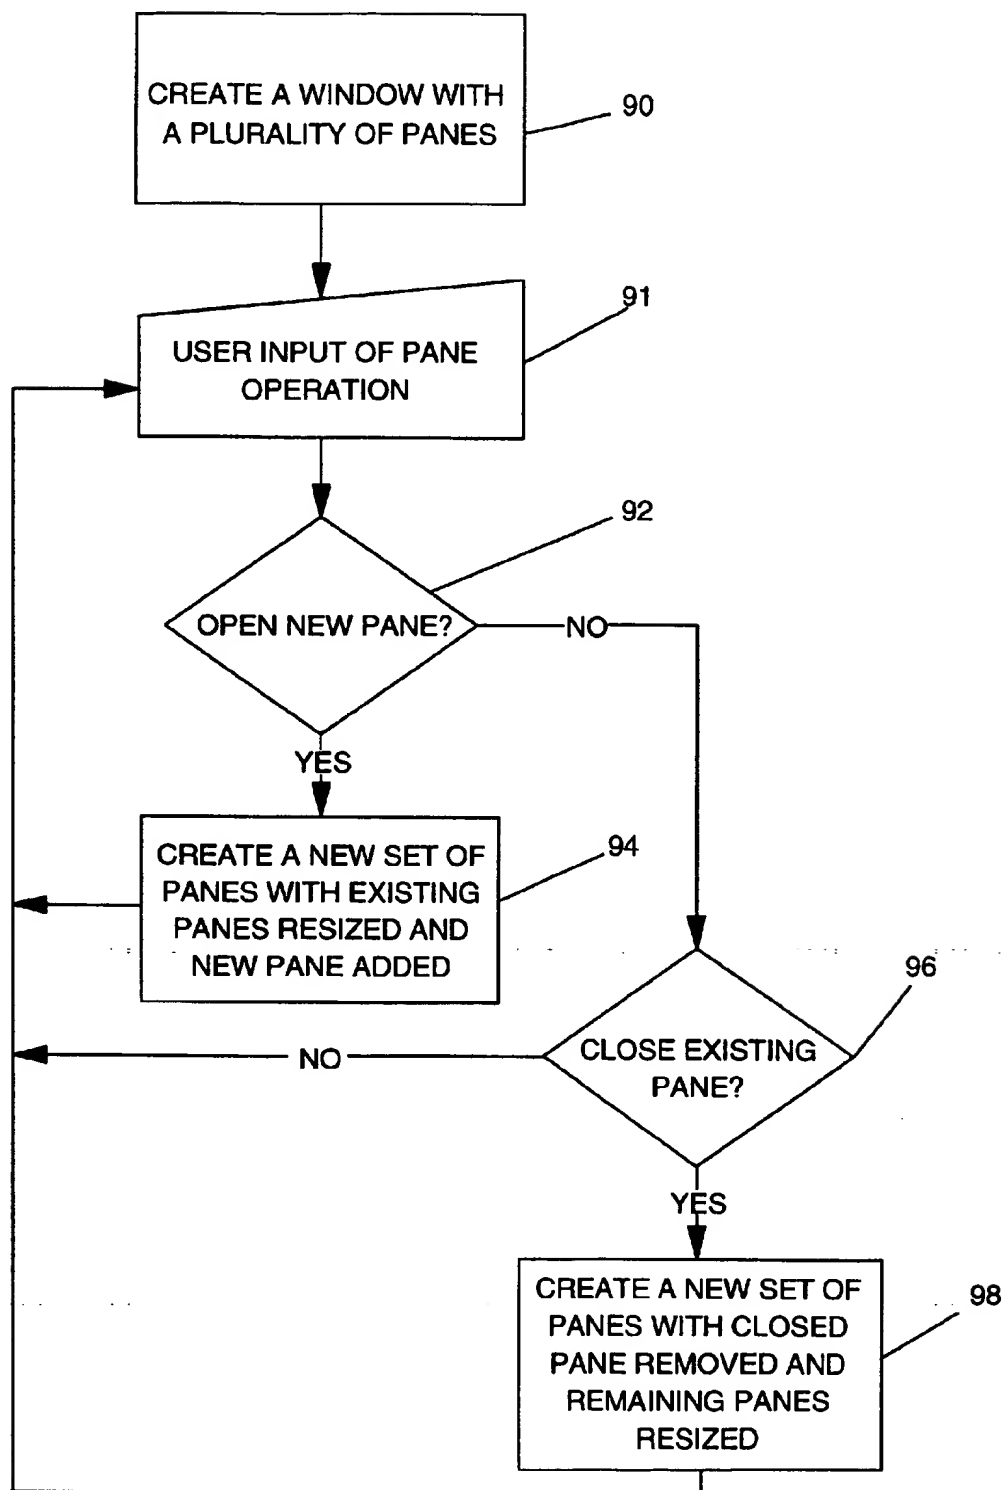 CREATE A WINDOW WITH
A PLURALITY OF PANES
90
91
USER INPUT OF PANE
OPERATION
92
OPEN NEW PANE?
NO
YES
CREATE A NEW SET OF
PANES WITH EXISTING
PANES RESIZED AND
NEW PANE ADDED
94
96
CLOSE EXISTING
PANE?
NO
YES
CREATE A NEW SET OF
PANES WITH CLOSED
PANE REMOVED AND
REMAINING PANES
RESIZED
98